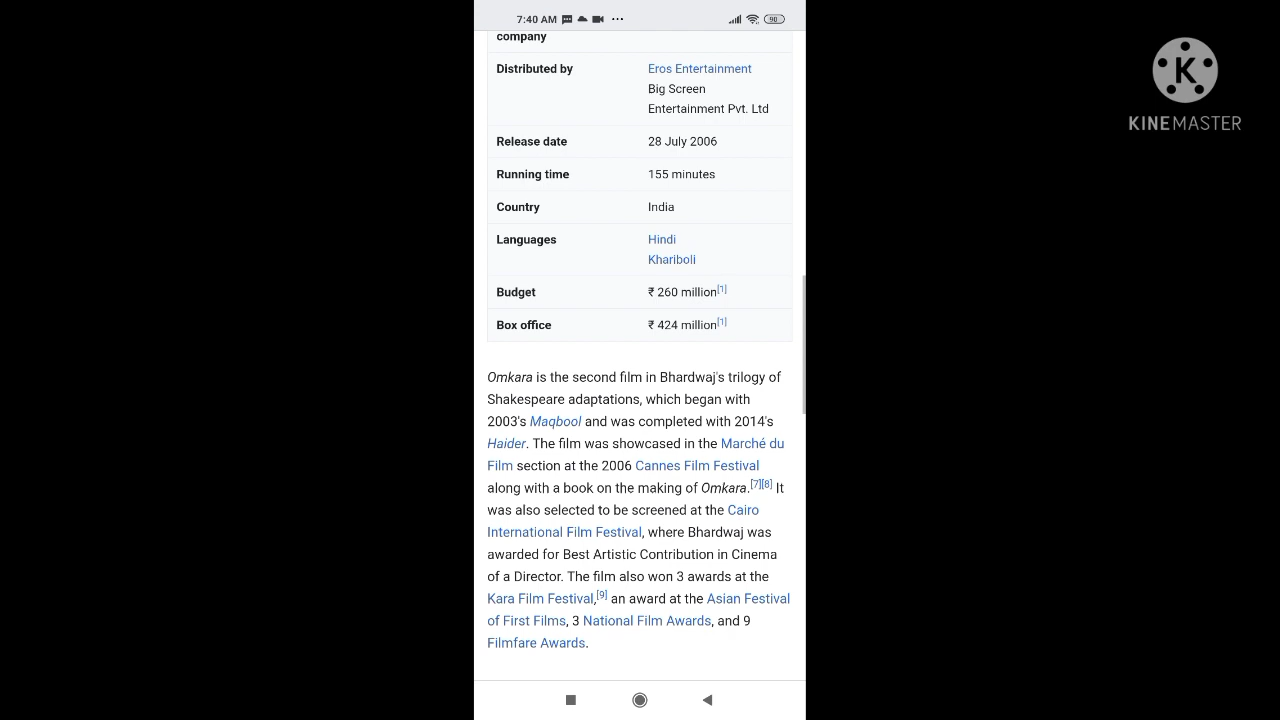 7:40 AM
90
company
Distributed by Eros Entertainment
Big Screen
Entertainment Pvt. Ltd
Release date 28 July 2006
Running time 155 minutes
Country India
Languages Hindi
Khariboli
Budget ₹ 260 million[1]
Box office ₹ 424 million[1]
Omkara is the second film in Bhardwaj's trilogy of
Shakespeare adaptations, which began with
2003's Maqbool and was completed with 2014's
Haider. The film was showcased in the Marché du
Film section at the 2006 Cannes Film Festival
along with a book on the making of Omkara.[7][8] It
was also selected to be screened at the Cairo
International Film Festival, where Bhardwaj was
awarded for Best Artistic Contribution in Cinema
of a Director. The film also won 3 awards at the
Kara Film Festival,[9] an award at the Asian Festival
of First Films, 3 National Film Awards, and 9
Filmfare Awards.
K
KINEMASTER